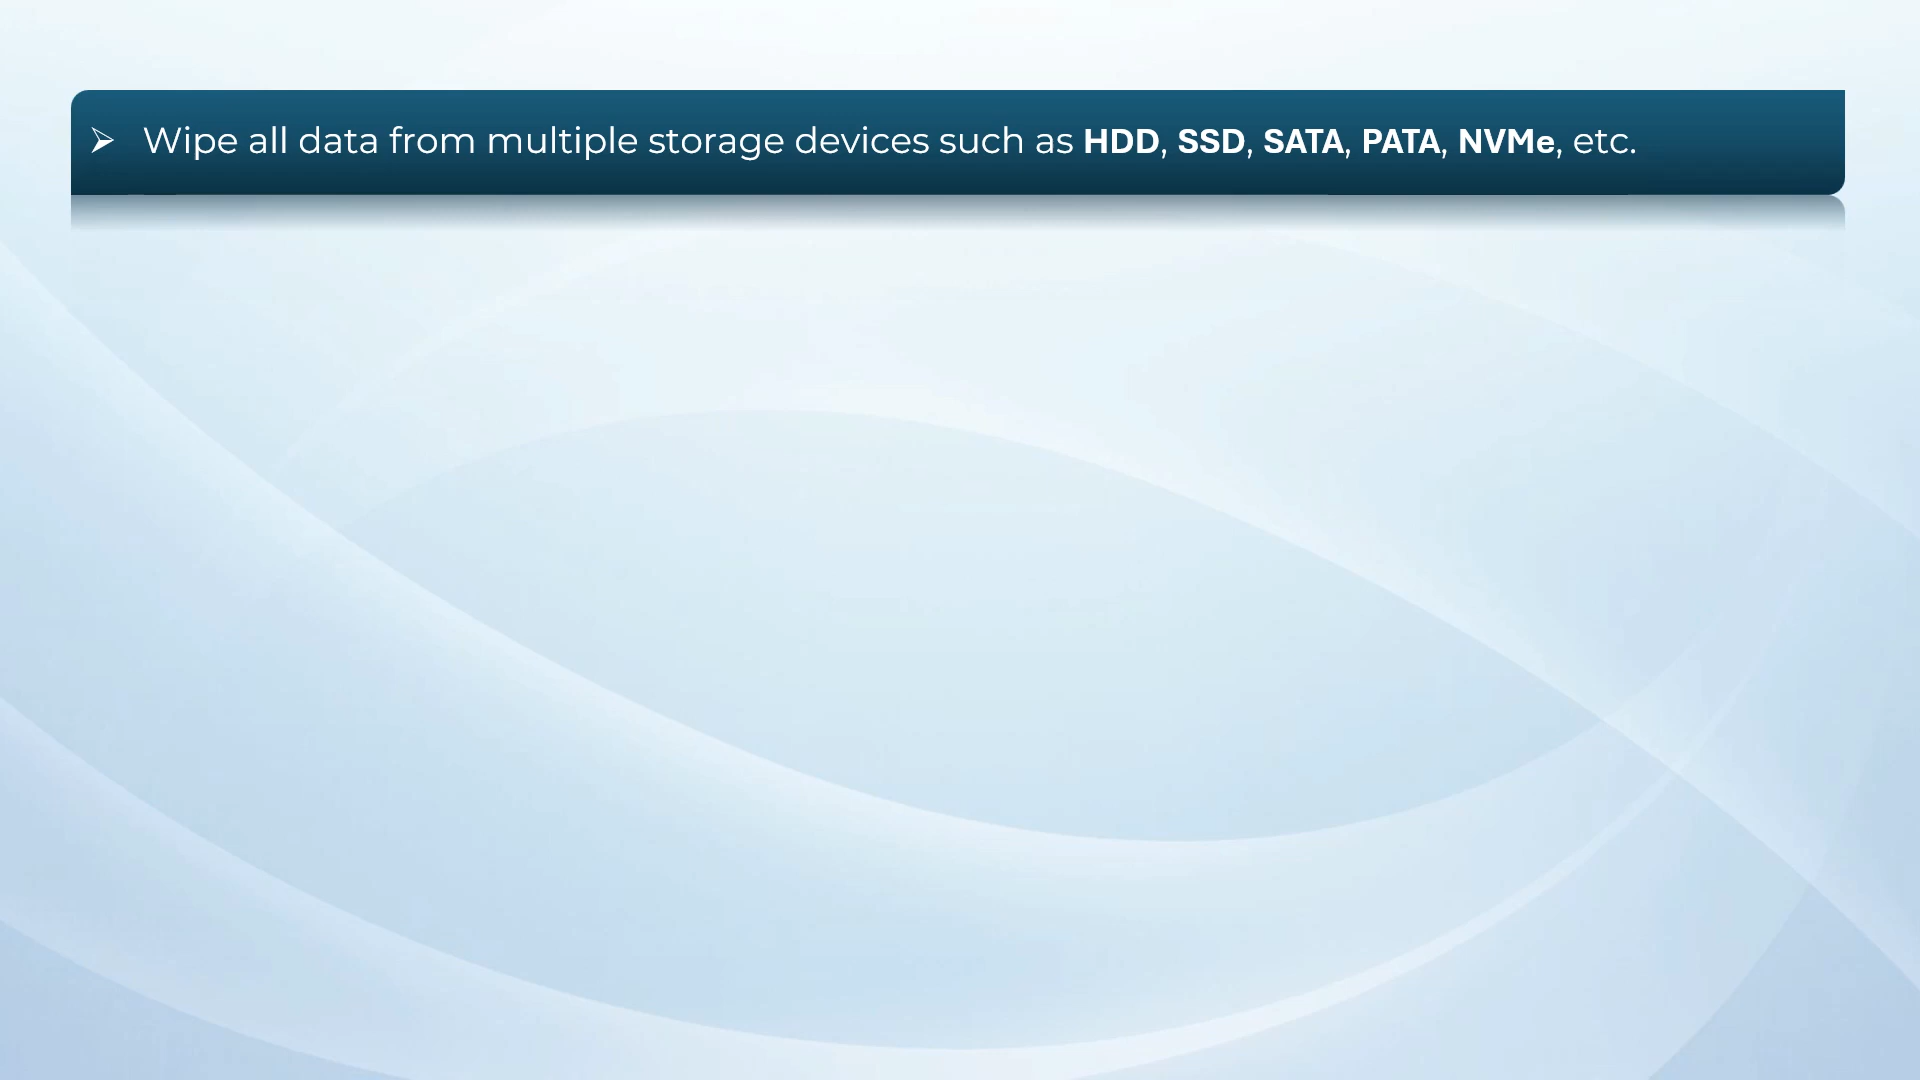 ➢ Wipe all data from multiple storage devices such as HDD, SSD, SATA, PATA, NVMe, etc.